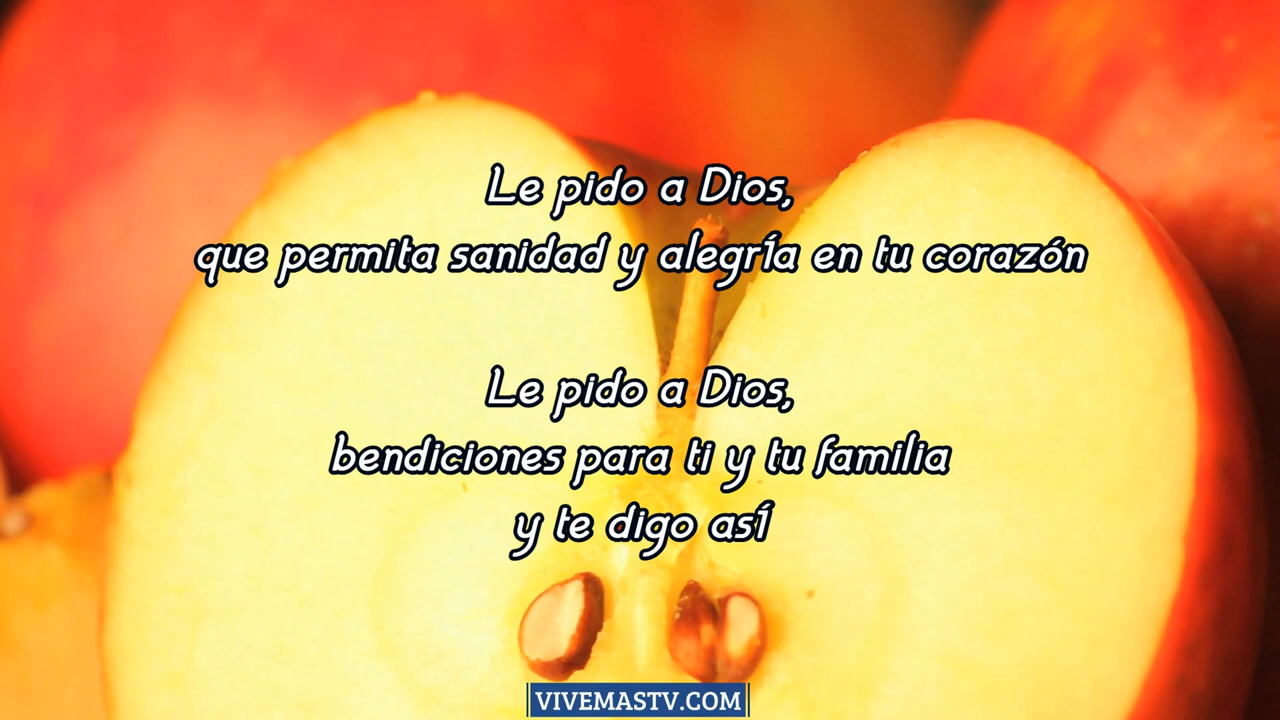 Le pido a Dios,
que permita sanidad y alegría en tu corazón
Le pido a Dios,
bendiciones para ti y tu familia
y te digo así
VIVEMASTV.COM